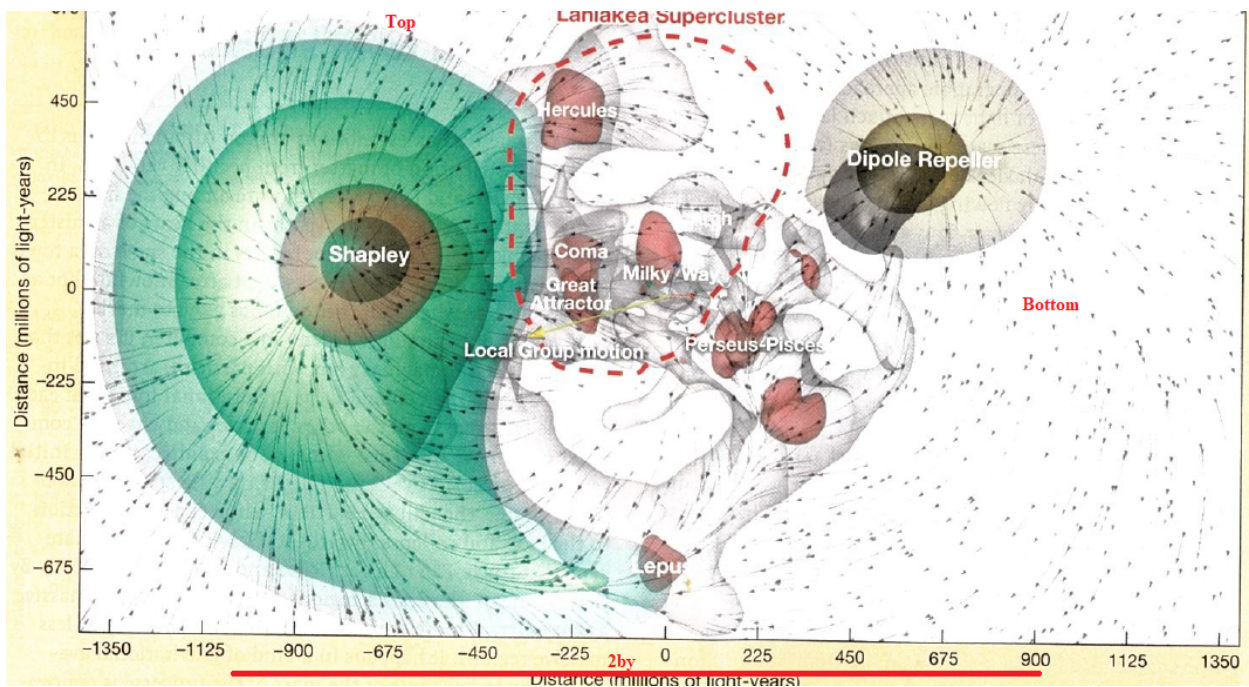 Top
Laniakea Supercluster
450
225
0
-225
-450
-675
Distance (millions of light-years)
Hercules
Dipole Repeller
Shapley
Coma
Great
Attractor
Milky Way
Local Group motion
Perseus-Pisces
Lepus
Bottom
-1350
-1125
-900
-675
-450
-225
0
225
450
675
900
1125
1350
2by
Distance (millions of light-years)